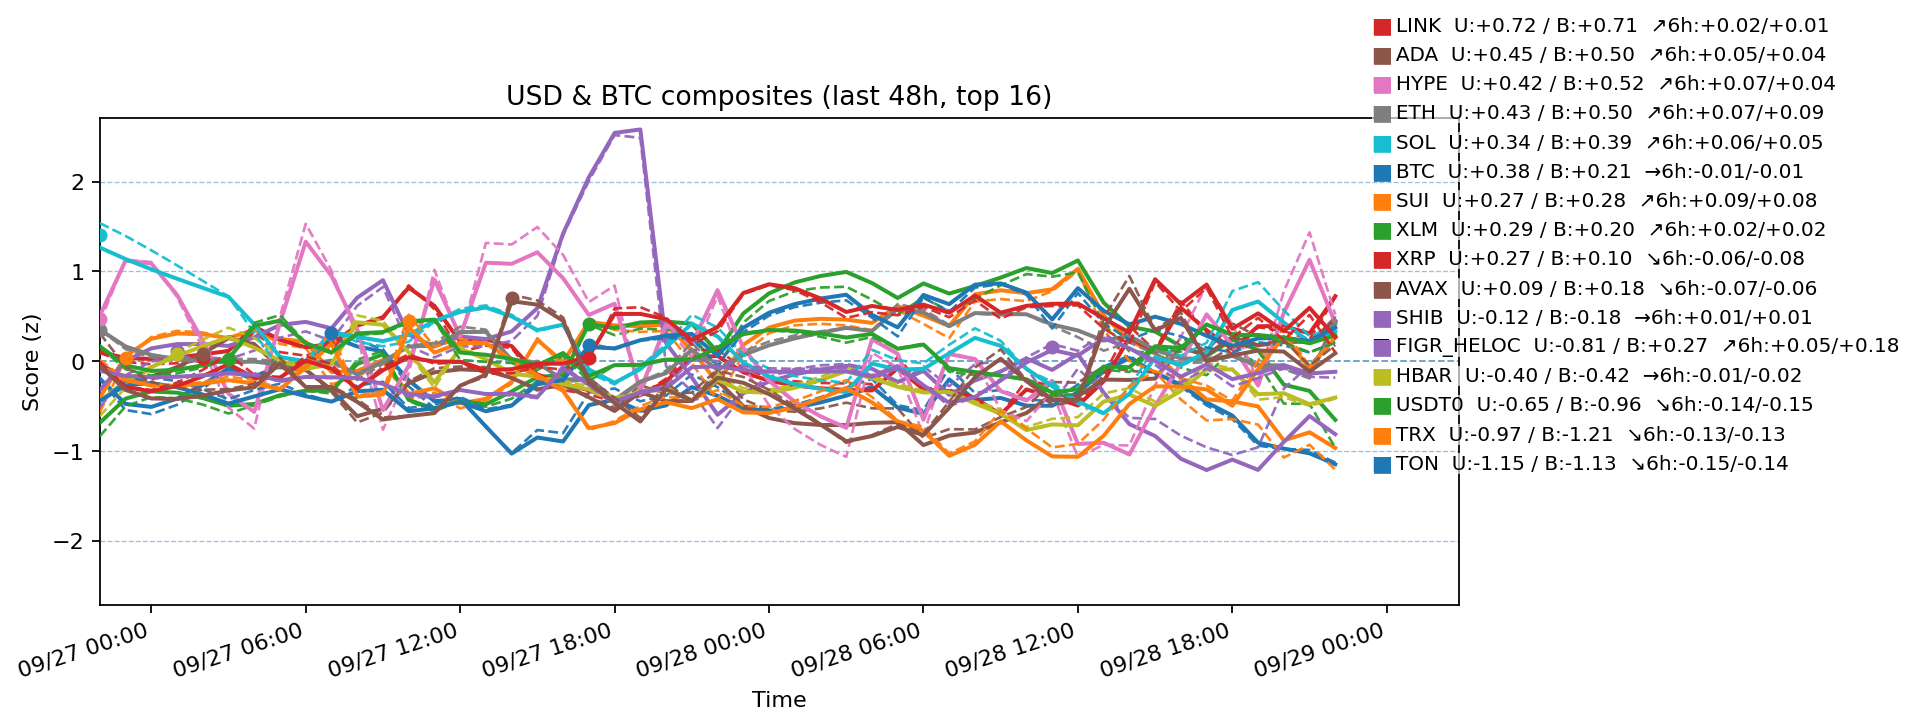 LINK U:+0.72 / B:+0.71 ↗6h:+0.02/+0.01
ADA U:+0.45 / B:+0.50 ↗6h:+0.05/+0.04
HYPE U:+0.42 / B:+0.52 ↗6h:+0.07/+0.04
ETH U:+0.43 / B:+0.50 ↗6h:+0.07/+0.09
SOL U:+0.34 / B:+0.39 ↗6h:+0.06/+0.05
BTC U:+0.38 / B:+0.21 →6h:-0.01/-0.01
SUI U:+0.27 / B:+0.28 ↗6h:+0.09/+0.08
XLM U:+0.29 / B:+0.20 ↗6h:+0.02/+0.02
XRP U:+0.27 / B:+0.10 ↘6h:-0.06/-0.08
AVAX U:+0.09 / B:+0.18 ↘6h:-0.07/-0.06
SHIB U:-0.12 / B:-0.18 →6h:+0.01/+0.01
FIGR_HELOC U:-0.81 / B:+0.27 ↗6h:+0.05/+0.18
HBAR U:-0.40 / B:-0.42 →6h:-0.01/-0.02
USDT0 U:-0.65 / B:-0.96 ↘6h:-0.14/-0.15
TRX U:-0.97 / B:-1.21 ↘6h:-0.13/-0.13
TON U:-1.15 / B:-1.13 ↘6h:-0.15/-0.14
USD & BTC composites (last 48h, top 16)
Score (z)
2
1
0
−1
−2
09/27 00:00
09/27 06:00
09/27 12:00
09/27 18:00
09/28 00:00
09/28 06:00
09/28 12:00
09/28 18:00
09/29 00:00
Time